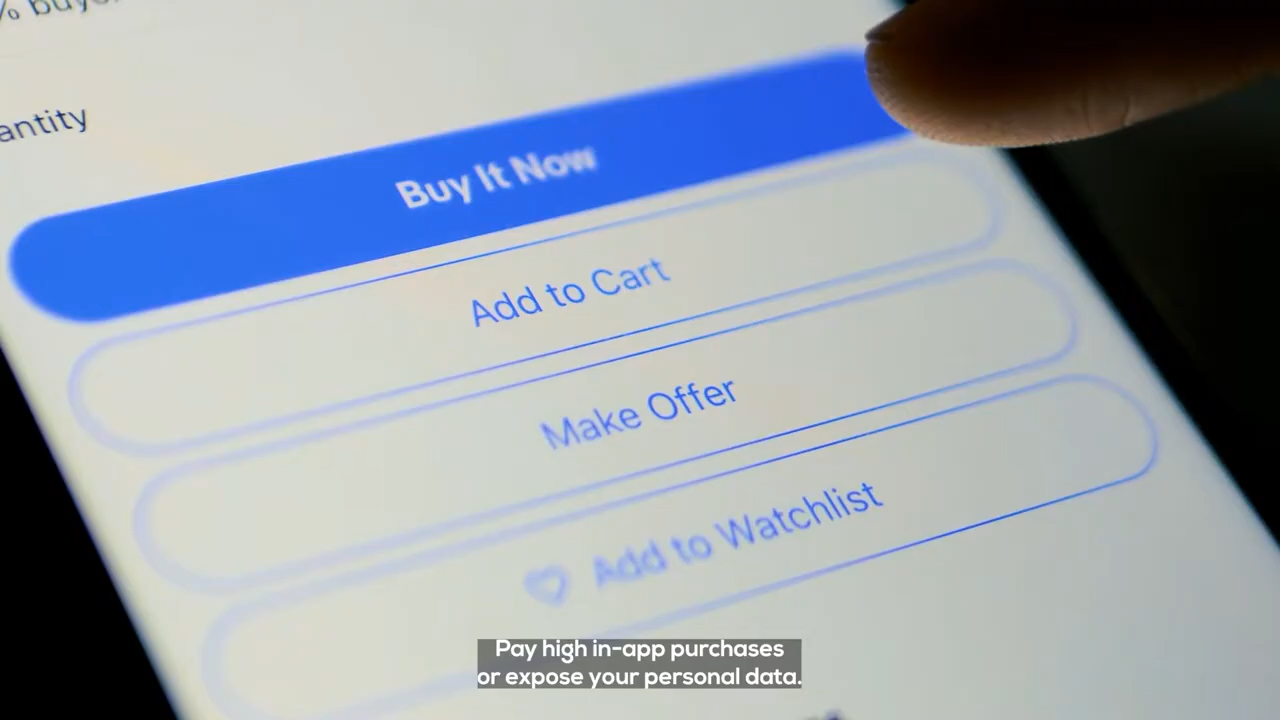 antity
Buy It Now
Add to Cart
Make Offer
Add to Watchlist
Pay high in-app purchases
or expose your personal data.